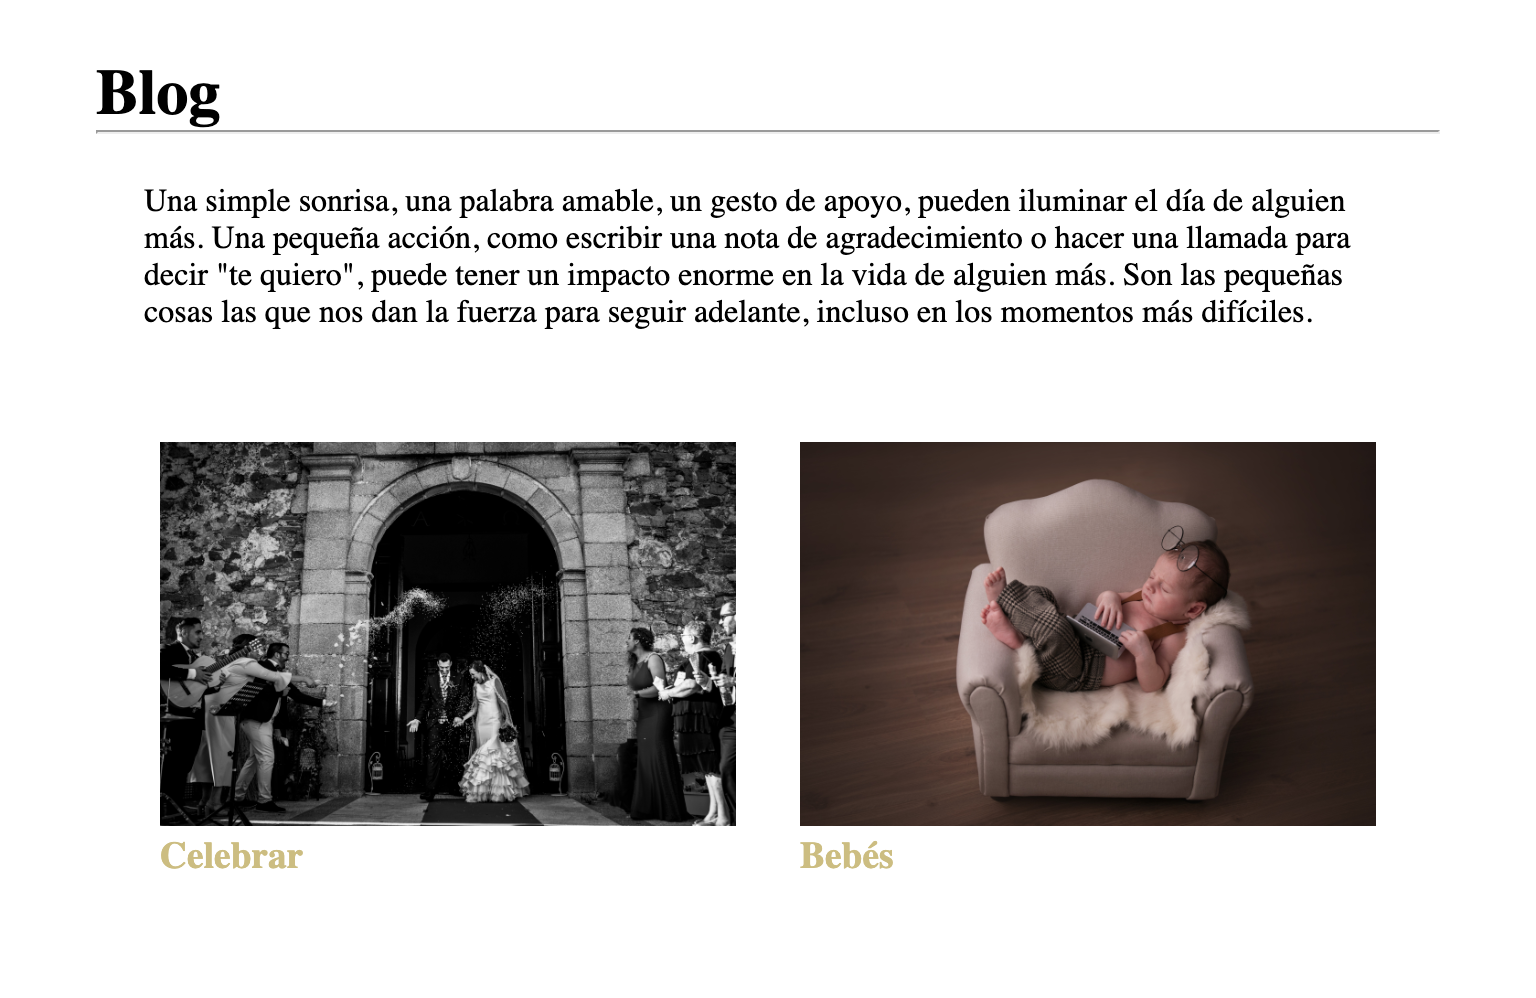 Blog
Una simple sonrisa, una palabra amable, un gesto de apoyo, pueden iluminar el día de alguien
más. Una pequeña acción, como escribir una nota de agradecimiento o hacer una llamada para
decir "te quiero", puede tener un impacto enorme en la vida de alguien más. Son las pequeñas
cosas las que nos dan la fuerza para seguir adelante, incluso en los momentos más difíciles.
Celebrar
Bebés